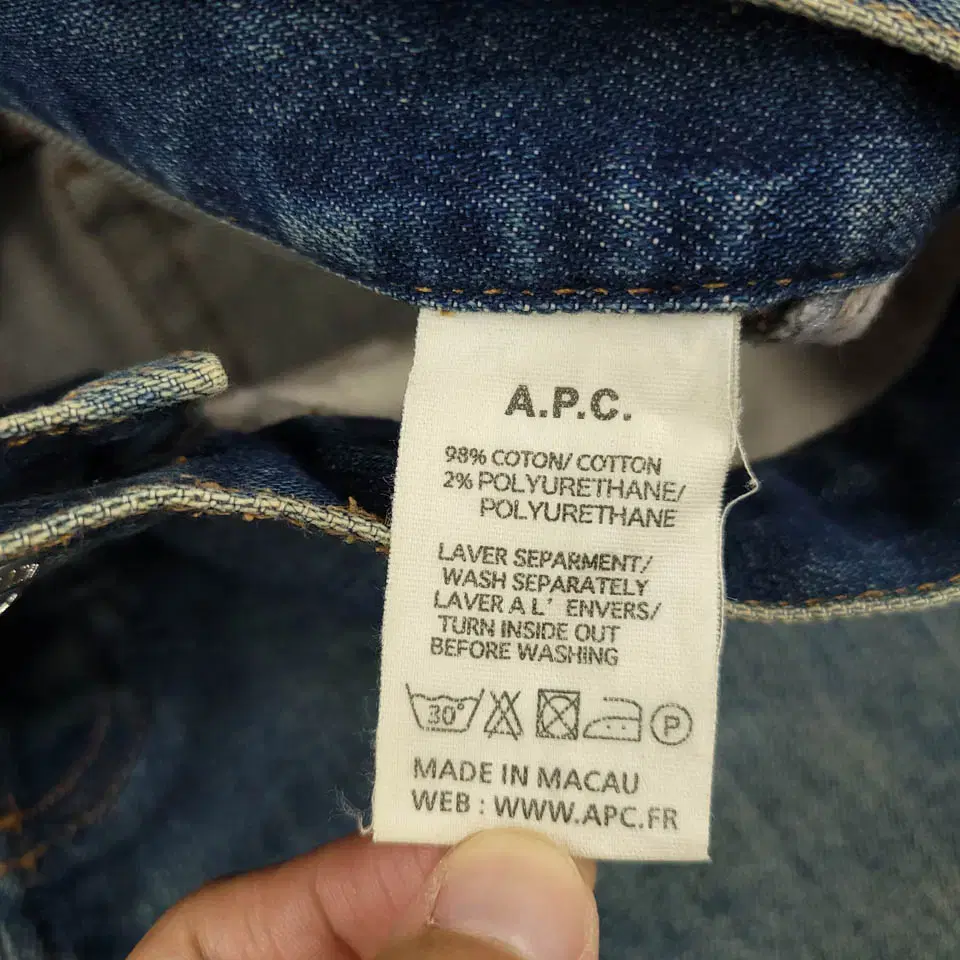 A.P.C.
98% COTON/ COTTON
2% POLYURETHANE/
POLYURETHANE
LAVER SEPARMENT/
WASH SEPARATELY
LAVER A L' ENVERS/
TURN INSIDE OUT
BEFORE WASHING
30°
P
MADE IN MACAU
WEB : WWW.APC.FR